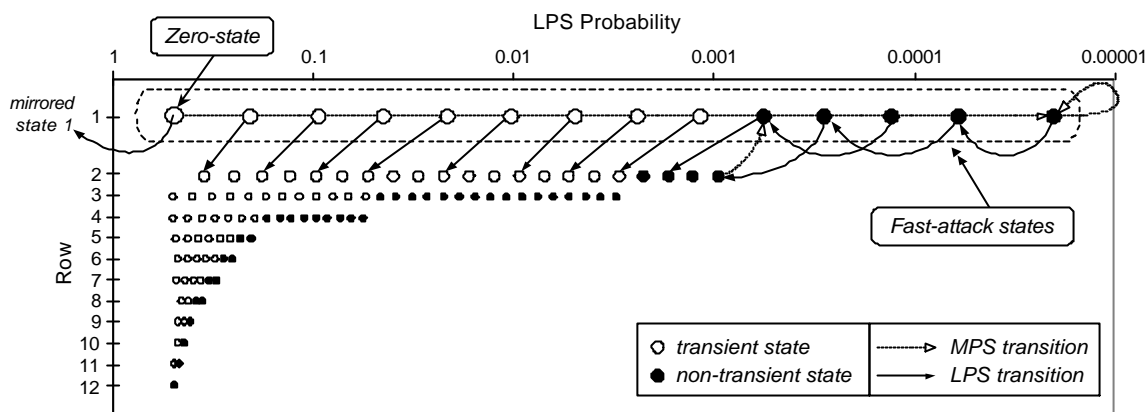 LPS Probability
Zero-state
1 0.1 0.01 0.001 0.00001 0.00001
mirrored
state 1
Row
1
2
3
4
5
6
7
8
9
10
11
12
Fast-attack states
transient state
non-transient state
MPS transition
LPS transition